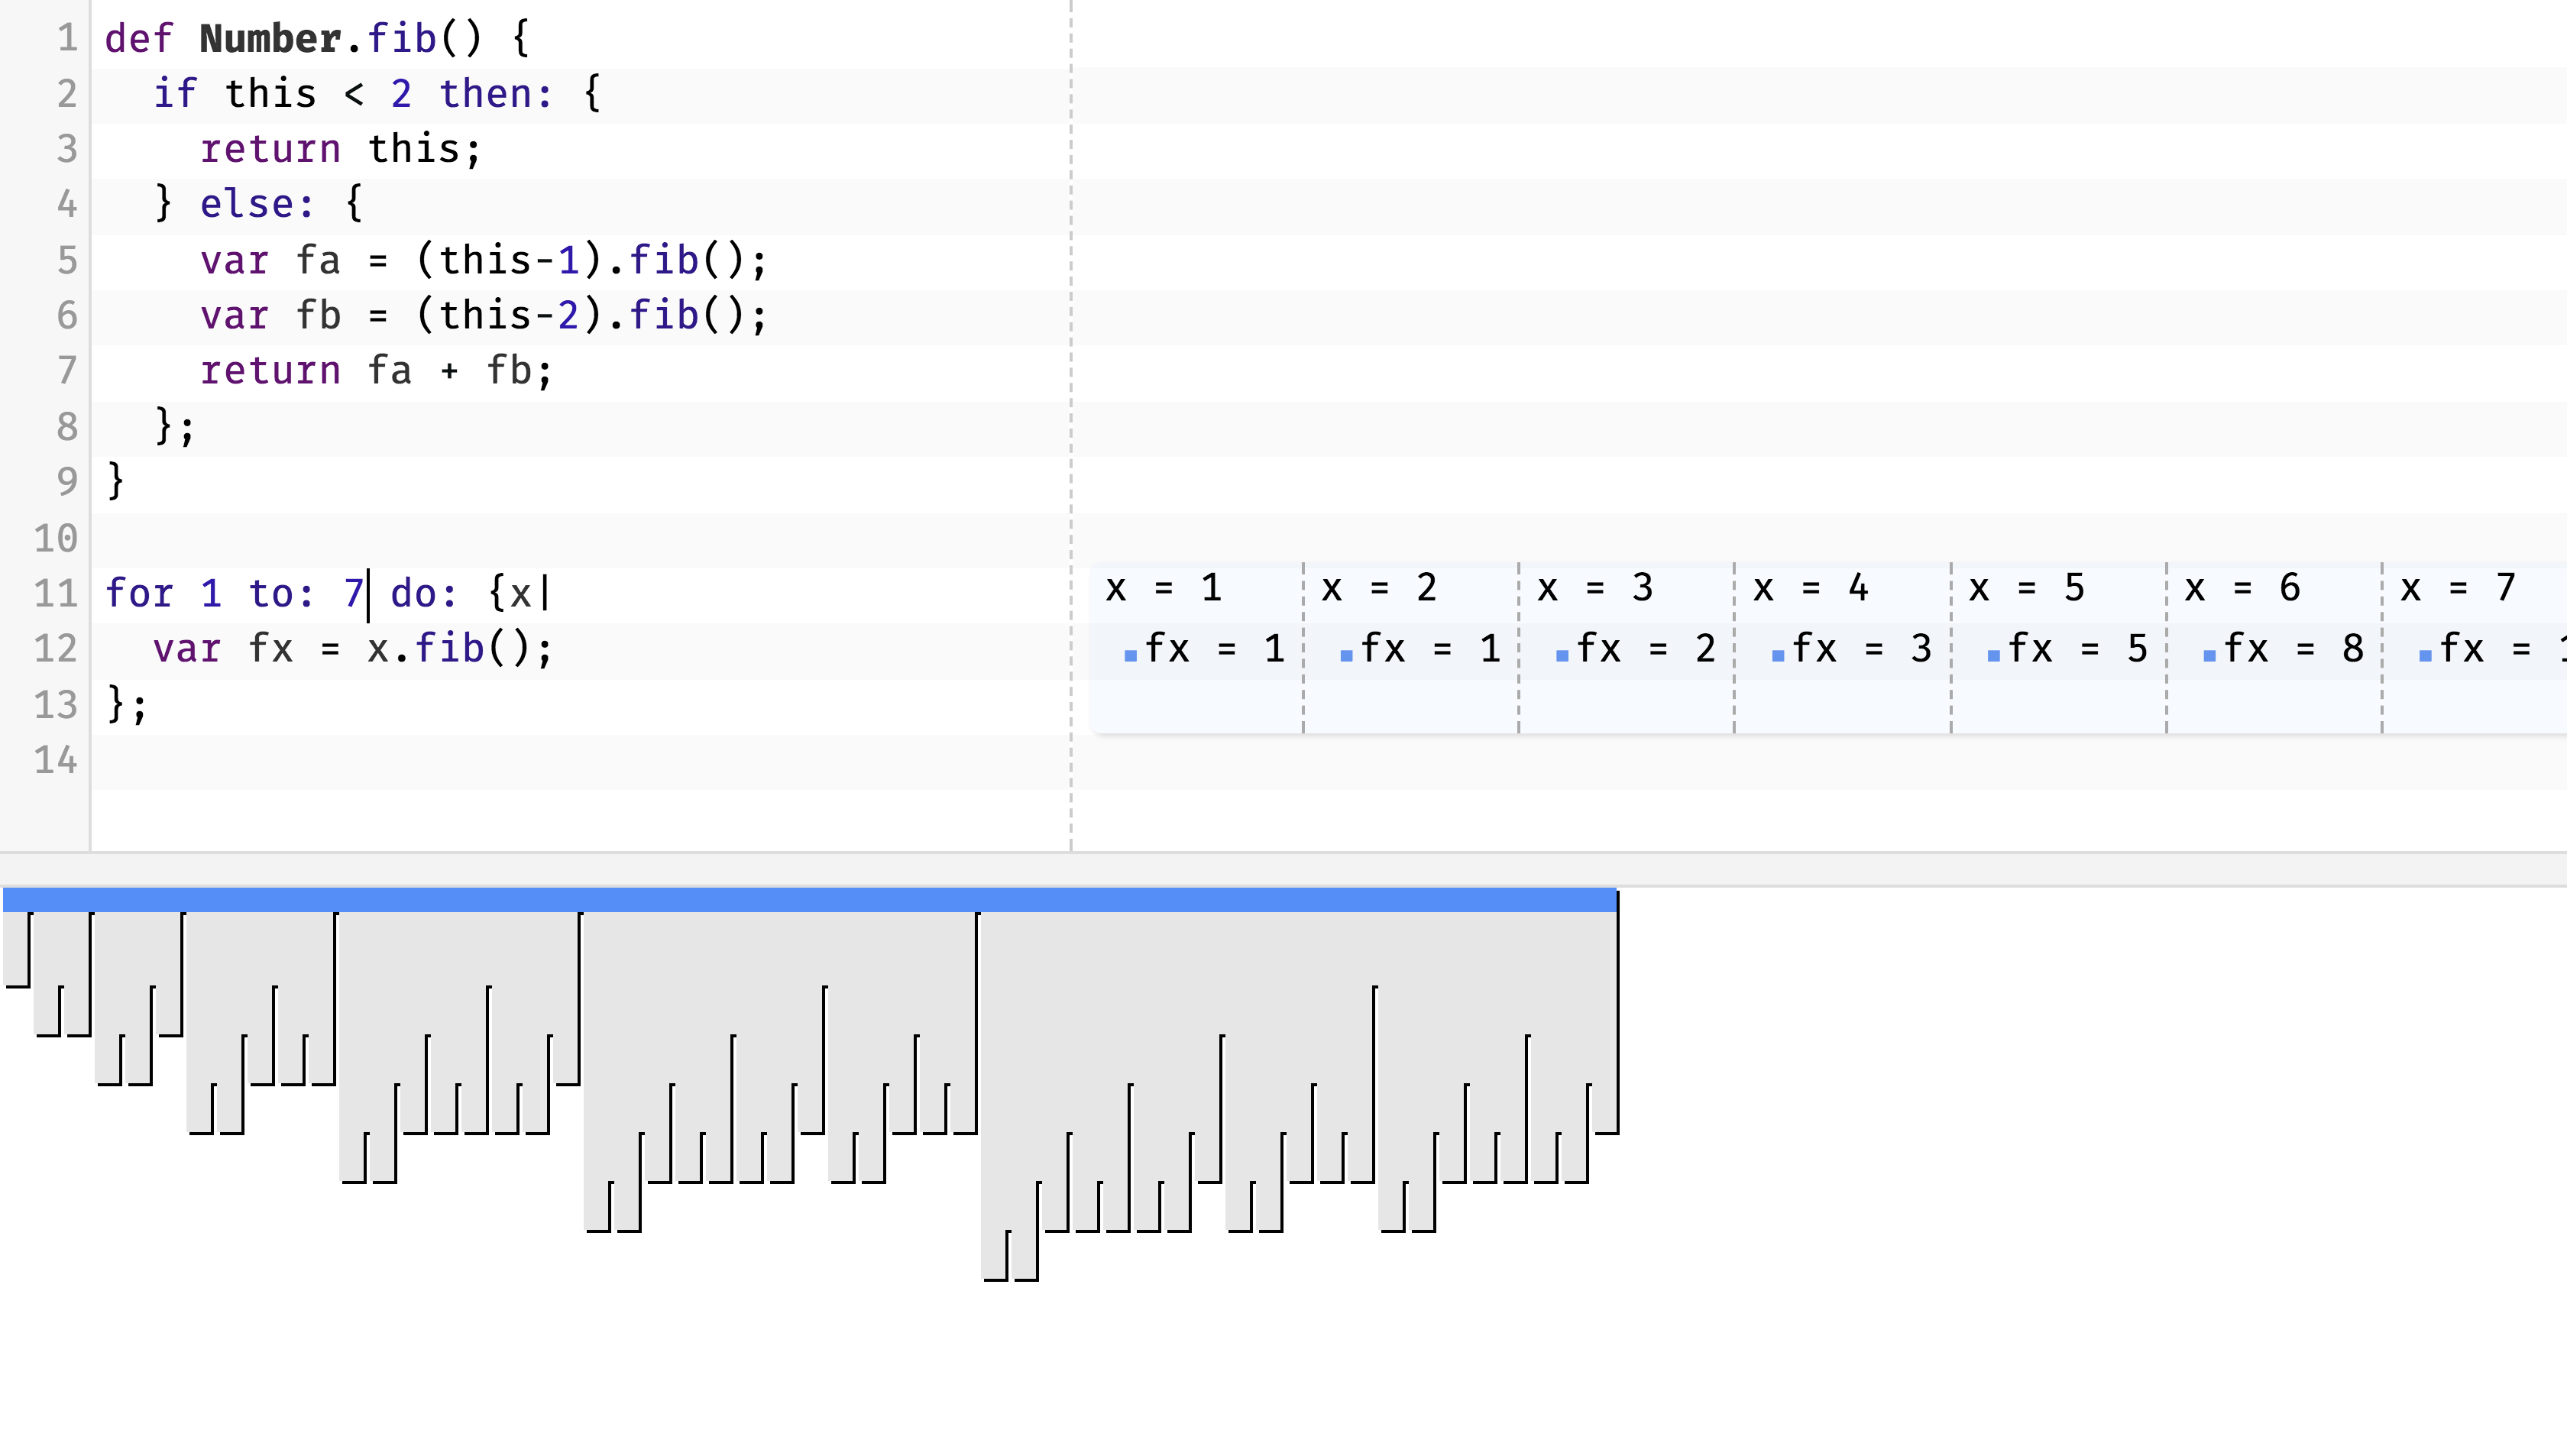 1 def Number.fib() {
2 if this < 2 then: {
3 return this;
4 } else: {
5 var fa = (this-1).fib();
6 var fb = (this-2).fib();
7 return fa + fb;
8 };
9 }
10
11 for 1 to: 7 do: {x| x = 1 x = 2 x = 3 x = 4 x = 5 x = 6 x = 7
12 var fx = x.fib(); fx = 1 fx = 1 fx = 2 fx = 3 fx = 5 fx = 8 fx =
13 };
14